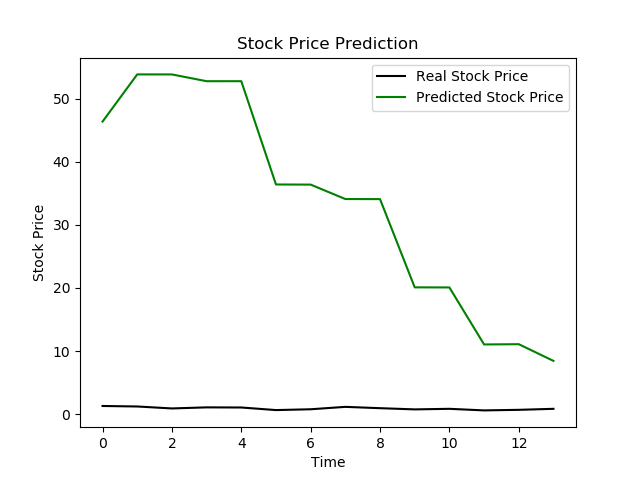 Stock Price Prediction
Real Stock Price
Predicted Stock Price
50
40
30
20
10
0
Stock Price
0 2 4 6 8 10 12
Time